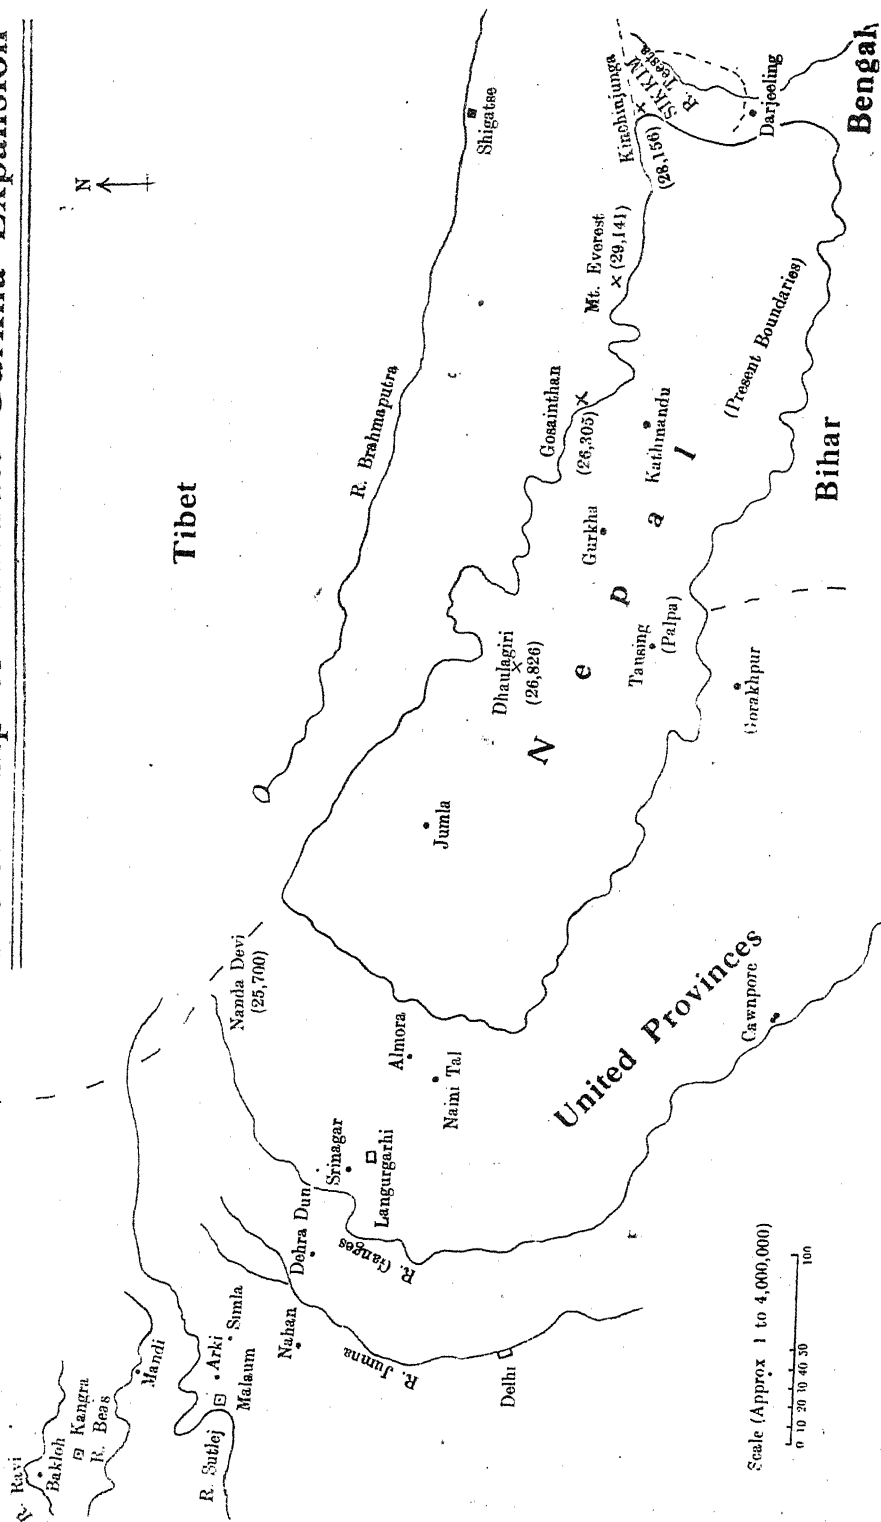 Gurkha Expansion
N
Tibet
R. Ravi
Bakloh
Kangra
R. Beas
Mandi
R. Sutlej
Arki
Simla
Malaum
Nahan
R. Jumna
Delhi
Dehra Dun
Srinagar
Langurgarhi
R. Ganges
Nanda Devi
(25,700)
Almora
Naini Tal
United Provinces
Cawnpore
Jumla
R. Brahmaputra
Shigatse
Nepal
Dhaulagiri
(26,826)
Tansing
(Palpa)
Gorakhpur
Gurkha
Gosainthan
(26,305)
Kathmandu
Mt. Everest
(29,141)
(Present Boundaries)
Bihar
Kinchinjunga
(28,156)
SIKKIM
R. Teesta
Darjeeling
Bengal
Scale (Approx 1 to 4,000,000)
0 10 20 30 40 50 100